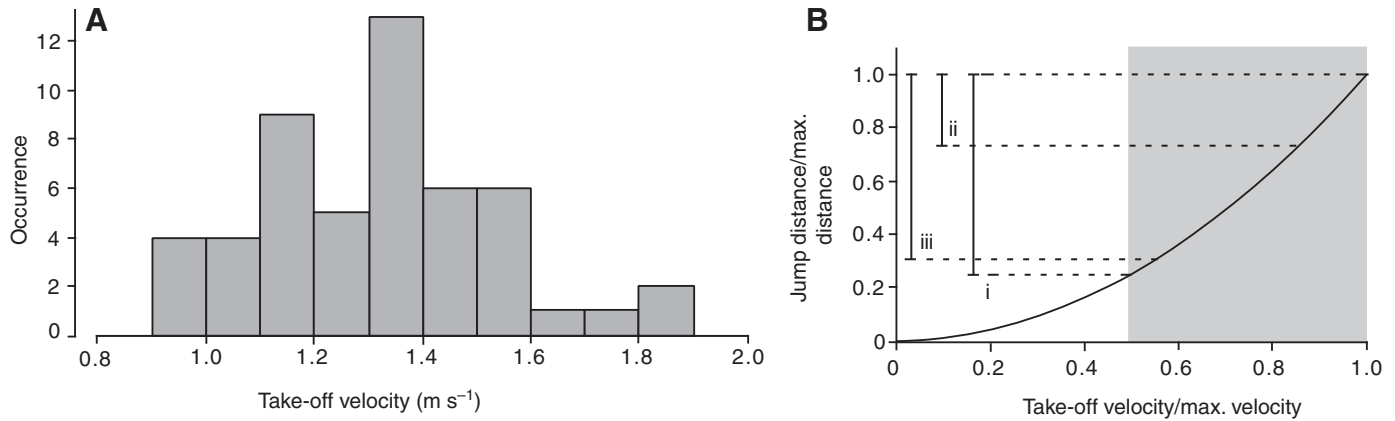 A
Occurrence
12
10
8
6
4
2
0
0.8 1.0 1.2 1.4 1.6 1.8 2.0
Take-off velocity (m s–1)
B
Jump distance/max.
distance
1.0
0.8
0.6
0.4
0.2
0
ii
iii
i
0 0.2 0.4 0.6 0.8 1.0
Take-off velocity/max. velocity